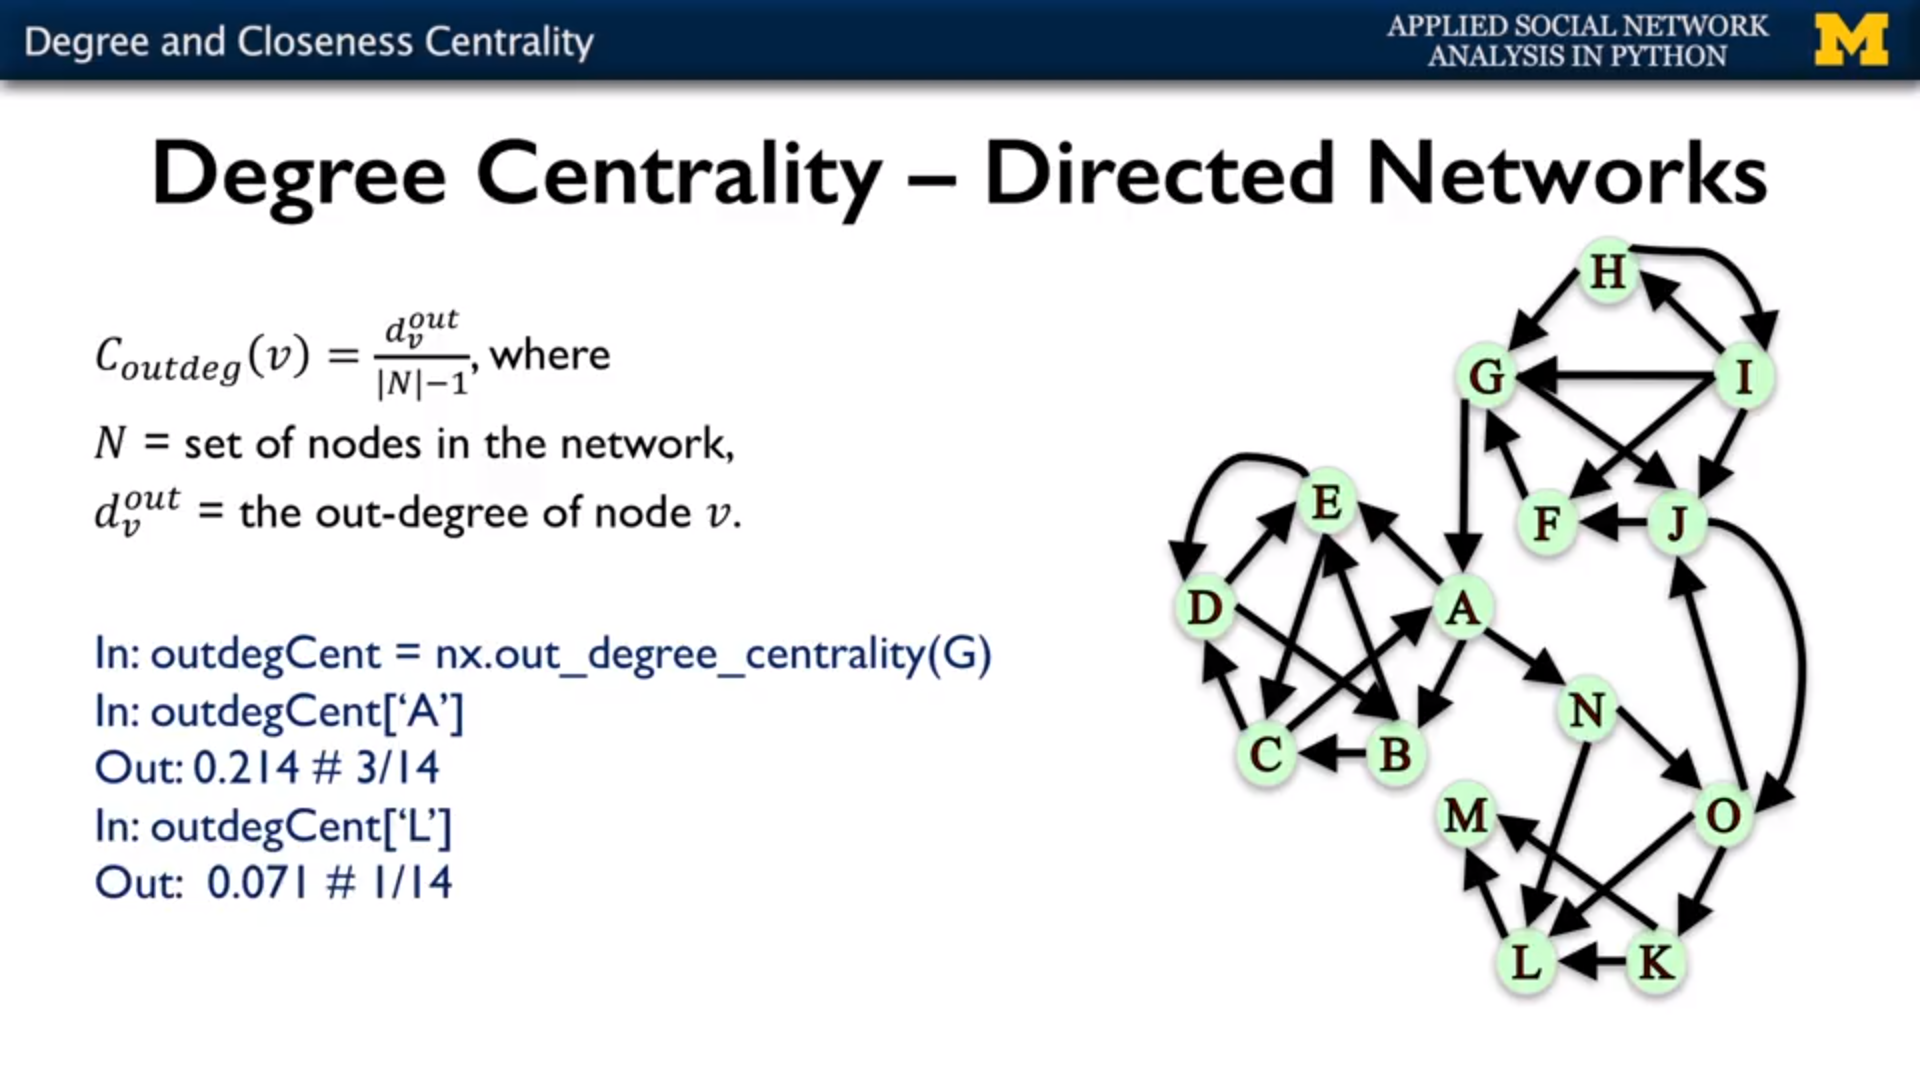 Degree and Closeness Centrality
APPLIED SOCIAL NETWORK
ANALYSIS IN PYTHON
M
Degree Centrality – Directed Networks
C_{outdeg}(v) = \frac{d_v^{out}}{|N|-1}, where
N = set of nodes in the network,
d_v^{out} = the out-degree of node v.
In: outdegCent = nx.out_degree_centrality(G)
In: outdegCent[‘A’]
Out: 0.214 # 3/14
In: outdegCent[‘L’]
Out: 0.071 # 1/14
H
G
I
E
F
J
D
A
N
C
B
M
O
L
K